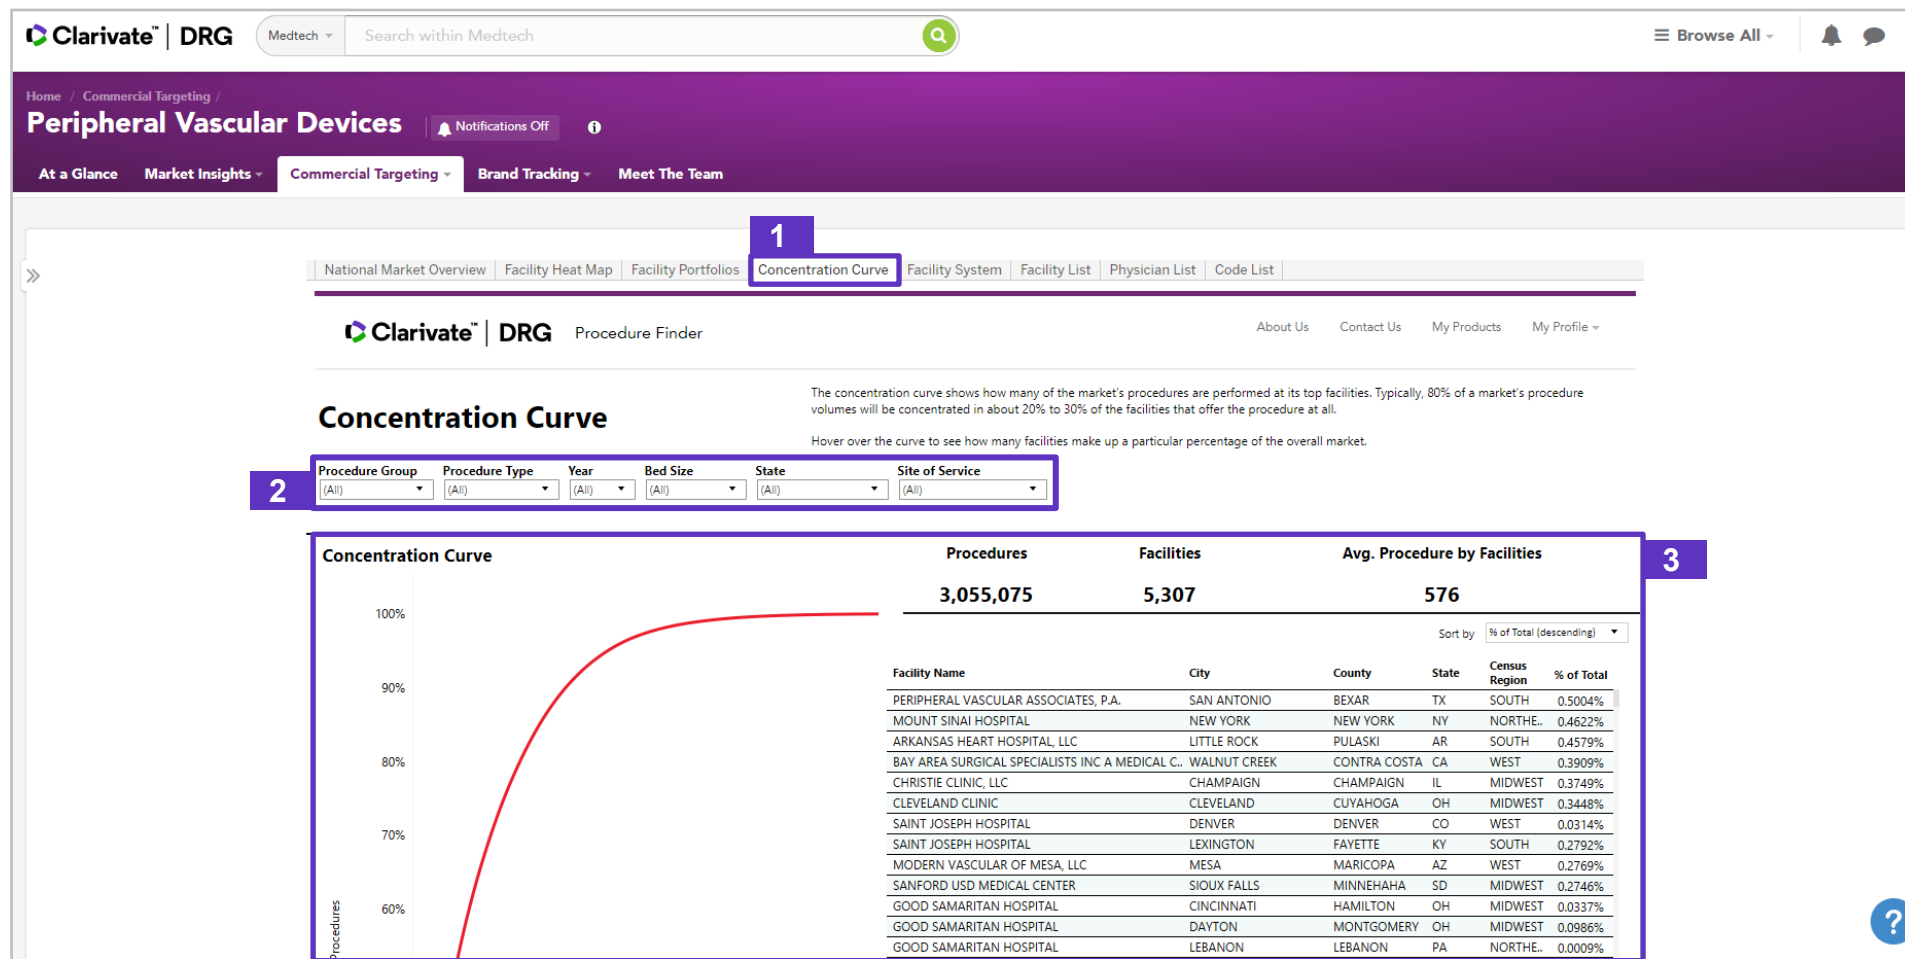 Clarivate™ | DRG
Medtech
Search within Medtech
Browse All
Home / Commercial Targeting /
Peripheral Vascular Devices
Notifications Off
At a Glance
Market Insights
Commercial Targeting
Brand Tracking
Meet The Team
1
National Market Overview
Facility Heat Map
Facility Portfolios
Concentration Curve
Facility System
Facility List
Physician List
Code List
Clarivate™ | DRG
Procedure Finder
About Us
Contact Us
My Products
My Profile
Concentration Curve
The concentration curve shows how many of the market's procedures are performed at its top facilities. Typically, 80% of a market's procedure
volumes will be concentrated in about 20% to 30% of the facilities that offer the procedure at all.
Hover over the curve to see how many facilities make up a particular percentage of the overall market.
2
Procedure Group Procedure Type Year Bed Size State Site of Service
(All) (All) (All) (All) (All) (All)
3
Concentration Curve
100%
90%
80%
70%
60%
Procedures
Procedures Facilities Avg. Procedure by Facilities
3,055,075 5,307 576
Sort by % of Total (descending)
Facility Name City County State Census Region % of Total
PERIPHERAL VASCULAR ASSOCIATES, P.A. SAN ANTONIO BEXAR TX SOUTH 0.5004%
MOUNT SINAI HOSPITAL NEW YORK NEW YORK NY NORTHE.. 0.4622%
ARKANSAS HEART HOSPITAL, LLC LITTLE ROCK PULASKI AR SOUTH 0.4579%
BAY AREA SURGICAL SPECIALISTS INC A MEDICAL C.. WALNUT CREEK CONTRA COSTA CA WEST 0.3909%
CHRISTIE CLINIC, LLC CHAMPAIGN CHAMPAIGN IL MIDWEST 0.3749%
CLEVELAND CLINIC CLEVELAND CUYAHOGA OH MIDWEST 0.3448%
SAINT JOSEPH HOSPITAL DENVER DENVER CO WEST 0.0314%
SAINT JOSEPH HOSPITAL LEXINGTON FAYETTE KY SOUTH 0.2792%
MODERN VASCULAR OF MESA, LLC MESA MARICOPA AZ WEST 0.2769%
SANFORD USD MEDICAL CENTER SIOUX FALLS MINNEHAHA SD MIDWEST 0.2746%
GOOD SAMARITAN HOSPITAL CINCINNATI HAMILTON OH MIDWEST 0.0337%
GOOD SAMARITAN HOSPITAL DAYTON MONTGOMERY OH MIDWEST 0.0986%
GOOD SAMARITAN HOSPITAL LEBANON LEBANON PA NORTHE.. 0.0009%
?